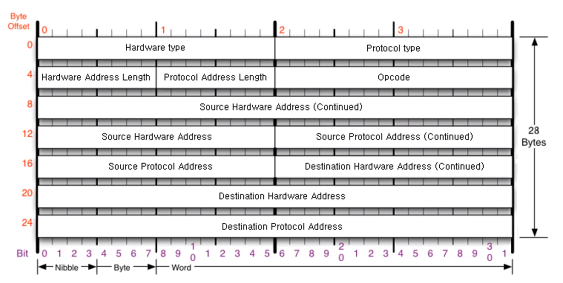 Byte
Offset 0 1 2 3
0 Hardware type Protocol type
4 Hardware Address Length Protocol Address Length Opcode
8 Source Hardware Address (Continued)
12 Source Hardware Address Source Protocol Address (Continued)
28
Bytes
16 Source Protocol Address Destination Hardware Address (Continued)
20 Destination Hardware Address
24 Destination Protocol Address
Bit 0 1 2 3 4 5 6 7 8 9 1 0 1 2 3 4 5 6 7 8 9 2 0 1 2 3 4 5 6 7 8 9 3 0 1
Nibble Byte Word